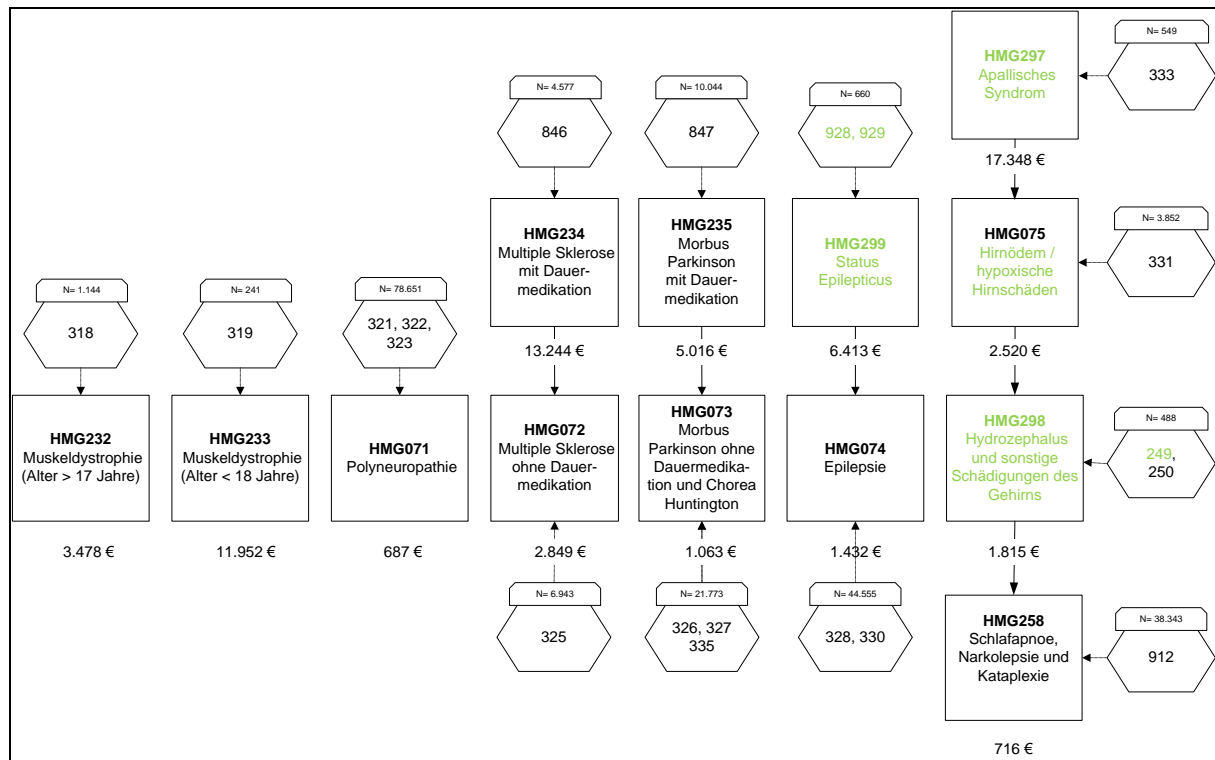 N= 549
333
HMG297
Apallisches
Syndrom
17.348 €
N= 4.577
846
N= 10.044
847
N= 660
928, 929
HMG234
Multiple Sklerose
mit Dauer-
medikation
13.244 €
HMG235
Morbus
Parkinson
mit Dauer-
medikation
5.016 €
HMG299
Status
Epilepticus
6.413 €
HMG075
Hirnödem /
hypoxische
Hirnschäden
2.520 €
N= 3.852
331
N= 1.144
318
N= 241
319
N= 78.651
321, 322,
323
HMG232
Muskeldystrophie
(Alter > 17 Jahre)
3.478 €
HMG233
Muskeldystrophie
(Alter < 18 Jahre)
11.952 €
HMG071
Polyneuropathie
687 €
HMG072
Multiple Sklerose
ohne Dauer-
medikation
2.849 €
HMG073
Morbus
Parkinson ohne
Dauermedika-
tion und Chorea
Huntington
1.063 €
HMG074
Epilepsie
1.432 €
HMG298
Hydrozephalus
und sonstige
Schädigungen des
Gehirns
1.815 €
N= 488
249,
250
N= 6.943
325
N= 21.773
326, 327
335
N= 44.555
328, 330
HMG258
Schlafapnoe,
Narkolepsie und
Kataplexie
716 €
N= 38.343
912